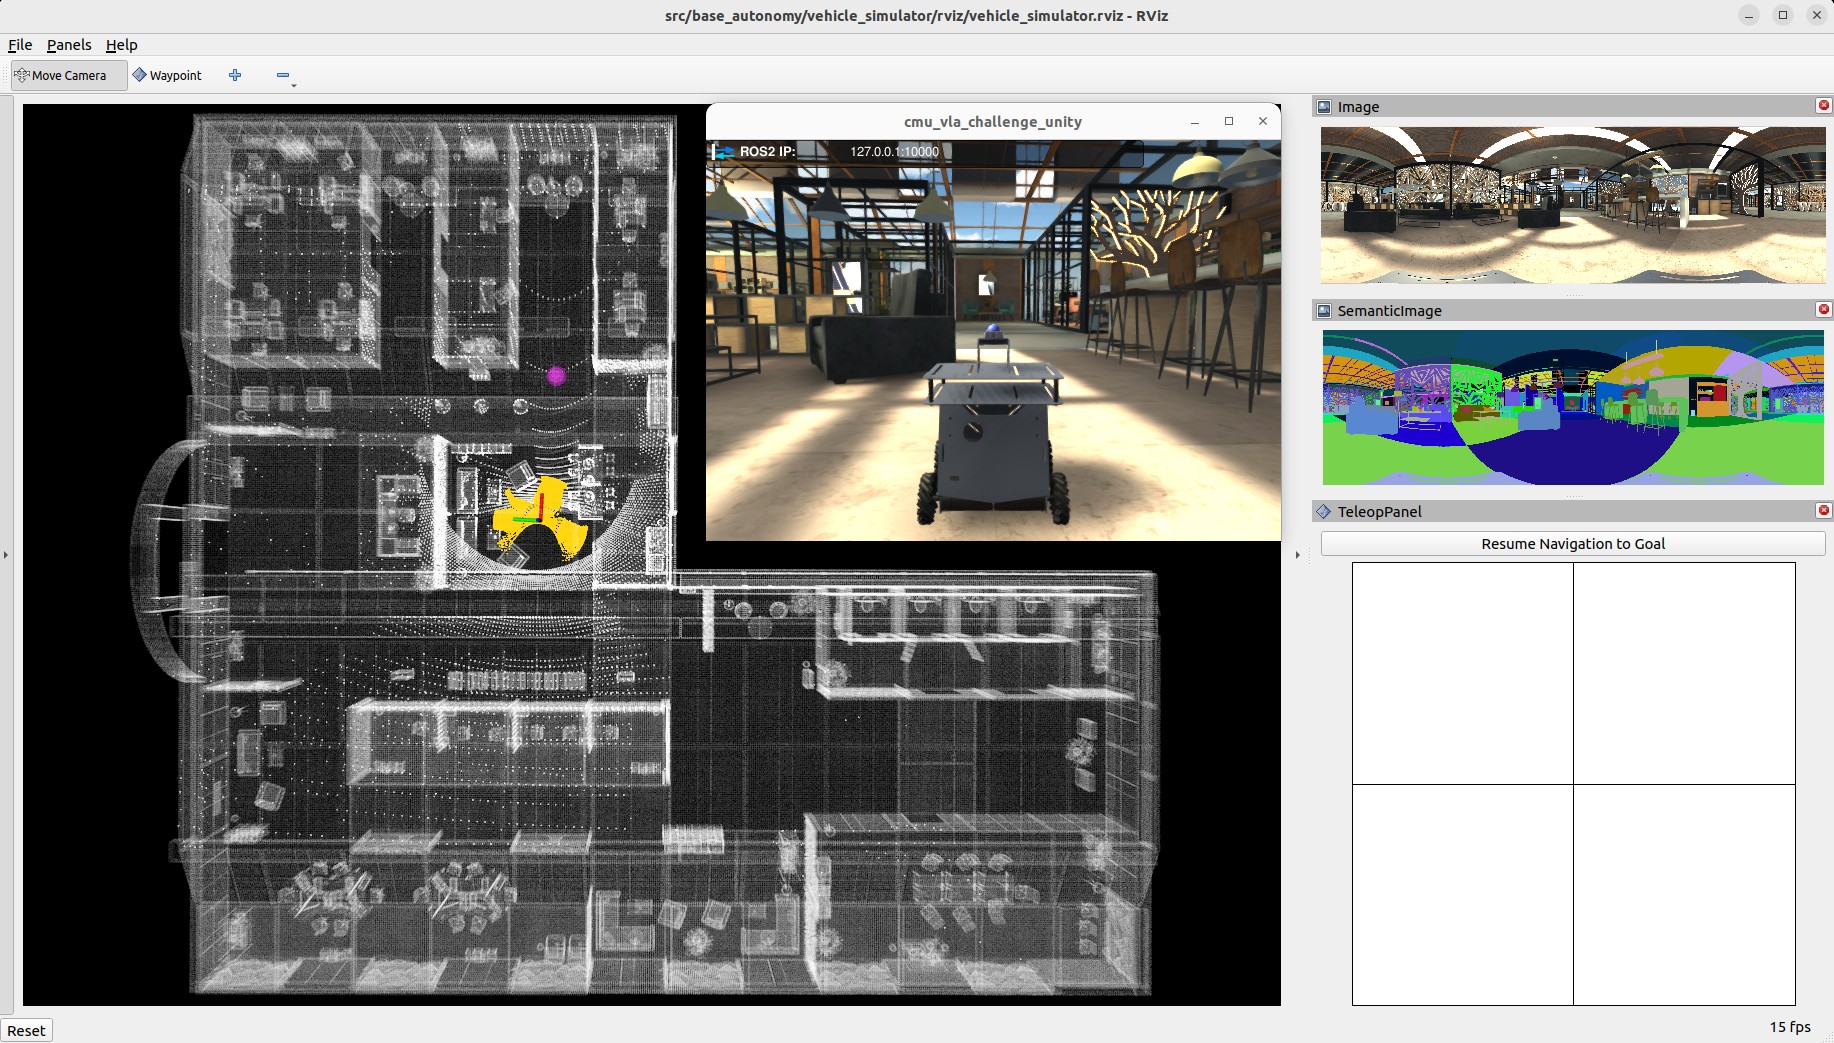 src/base_autonomy/vehicle_simulator/rviz/vehicle_simulator.rviz - RViz
File Panels Help
Move Camera Waypoint
cmu_vla_challenge_unity
ROS2 IP: 127.0.0.1:10000
Image
SemanticImage
TeleopPanel
Resume Navigation to Goal
Reset
15 fps